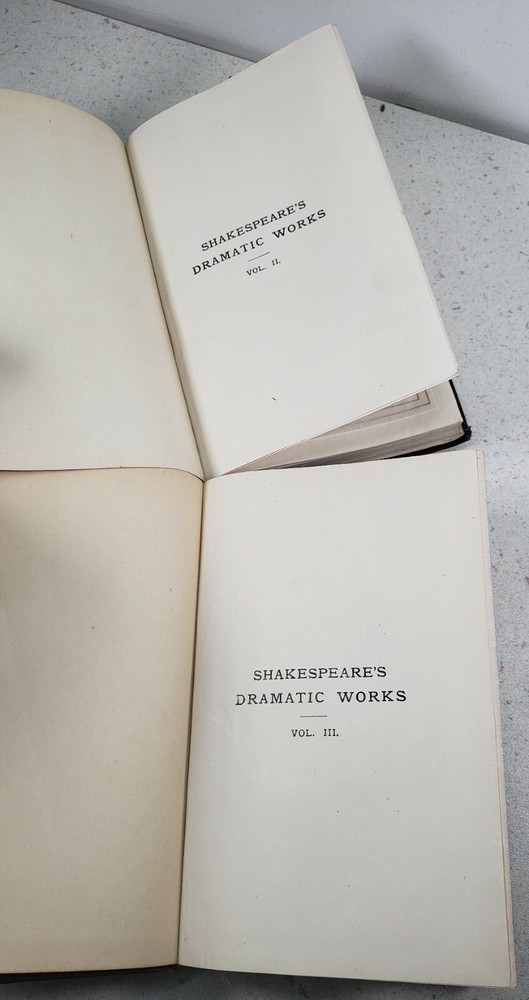 SHAKESPEARE'S
DRAMATIC WORKS
VOL. II.
SHAKESPEARE'S
DRAMATIC WORKS
VOL. III.